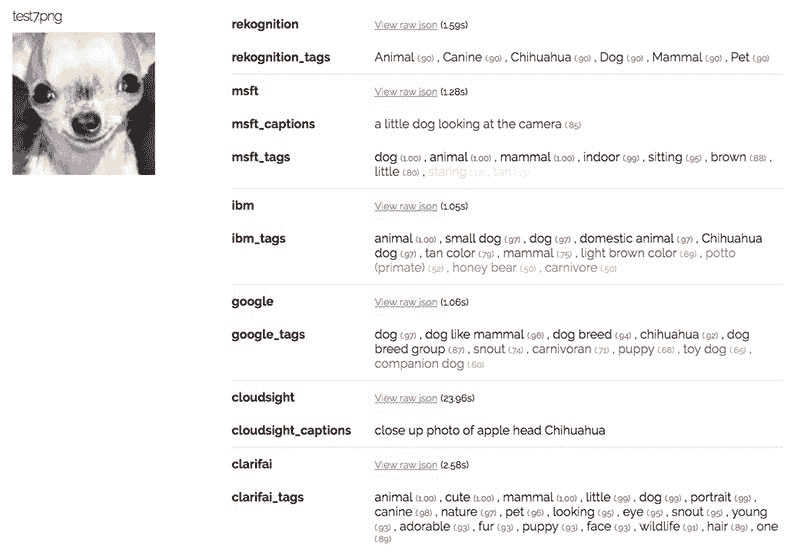 test7.png
rekognition
View raw json (1.59s)
rekognition_tags
Animal (.90) , Canine (.90) , Chihuahua (.90) , Dog (.90) , Mammal (.90) , Pet (.90)
msft
View raw json (1.28s)
msft_captions
a little dog looking at the camera (.85)
msft_tags
dog (1.00) , animal (1.00) , mammal (1.00) , indoor (.99) , sitting (.95) , brown (.88) ,
little (.80) , staring (.17) , tan (.13)
ibm
View raw json (1.05s)
ibm_tags
animal (1.00) , small dog (.97) , dog (.97) , domestic animal (.97) , Chihuahua
dog (.97) , tan color (.79) , mammal (.75) , light brown color (.69) , potto
(primate) (.52) , honey bear (.50) , carnivore (.50)
google
View raw json (1.06s)
google_tags
dog (.97) , dog like mammal (.96) , dog breed (.94) , chihuahua (.92) , dog
breed group (.87) , snout (.74) , carnivoran (.71) , puppy (.68) , toy dog (.65) ,
companion dog (.60)
cloudsight
View raw json (23.96s)
cloudsight_captions
close up photo of apple head Chihuahua
clarifai
View raw json (2.58s)
clarifai_tags
animal (1.00) , cute (1.00) , mammal (1.00) , little (.99) , dog (.99) , portrait (.99) ,
canine (.98) , nature (.97) , pet (.96) , looking (.95) , eye (.95) , snout (.95) , young
(.93) , adorable (.93) , fur (.93) , puppy (.93) , face (.93) , wildlife (.91) , hair (.89) , one
(.89)